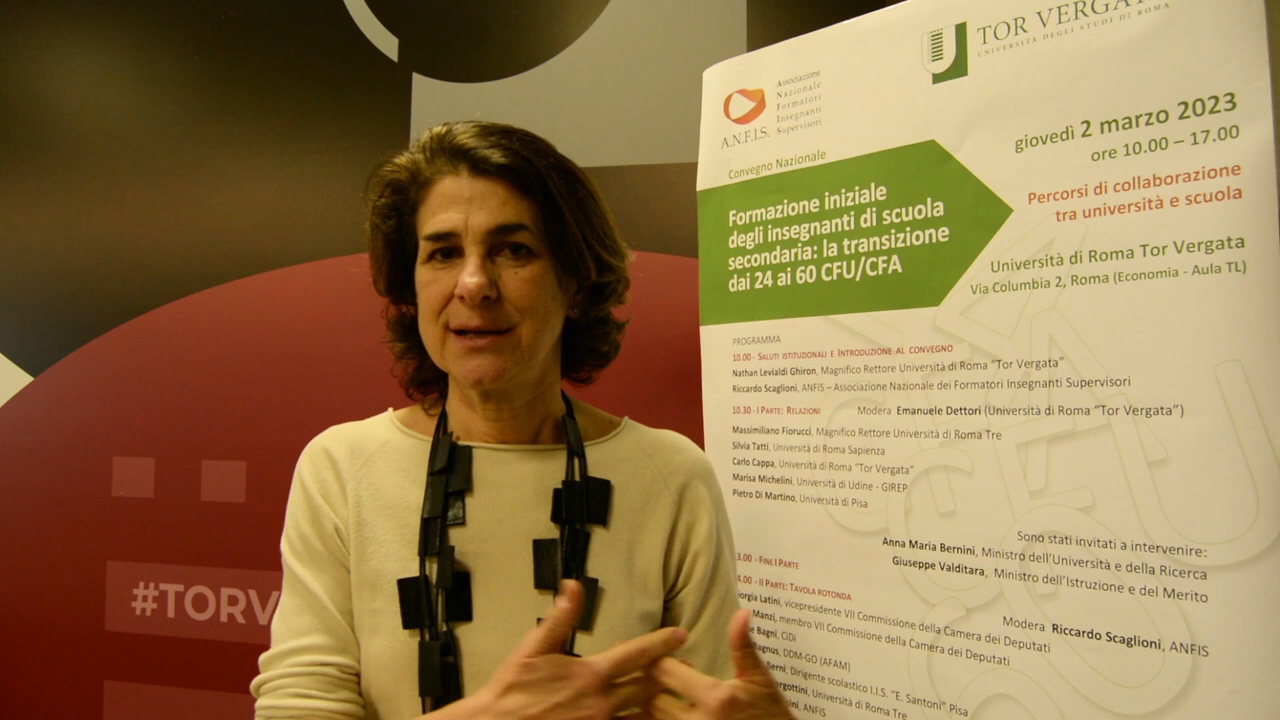 TOR VERGAT
UNIVERSITÀ DEGLI STUDI DI ROMA
Associazione
Nazionale
Formatori
Insegnanti
Supervisori
A.N.F.I.S.
giovedì 2 marzo 2023
ore 10.00 – 17.00
Convegno Nazionale
Formazione iniziale
degli insegnanti di scuola
secondaria: la transizione
dai 24 ai 60 CFU/CFA
Percorsi di collaborazione
tra università e scuola
Università di Roma Tor Vergata
Via Columbia 2, Roma (Economia - Aula TL)
PROGRAMMA
10.00 - SALUTI ISTITUZIONALI E INTRODUZIONE AL CONVEGNO
Nathan Levialdi Ghiron, Magnifico Rettore Università di Roma “Tor Vergata”
Riccardo Scaglioni, ANFIS – Associazione Nazionale dei Formatori Insegnanti Supervisori
10.30 - I PARTE: RELAZIONI Modera Emanuele Dettori (Università di Roma “Tor Vergata”)
Massimiliano Fiorucci, Magnifico Rettore Università di Roma Tre
Silvia Tatti, Università di Roma Sapienza
Carlo Cappa, Università di Roma “Tor Vergata”
Marisa Michelini, Università di Udine - GIREP
Pietro Di Martino, Università di Pisa
Sono stati invitati a intervenire:
Anna Maria Bernini, Ministro dell’Università e della Ricerca
Giuseppe Valditara, Ministro dell’Istruzione e del Merito
3.00 - FINE I PARTE
4.00 - II PARTE: TAVOLA ROTONDA
Modera Riccardo Scaglioni, ANFIS
iorgia Latini, vicepresidente VII Commissione della Camera dei Deputati
Manzi, membro VII Commissione della Camera dei Deputati
Bagni, CiDi
agnus, DDM-GO (AFAM)
Berni, Dirigente scolastico I.I.S. “E. Santoni” Pisa
argottini, Università di Roma Tre
sini, ANFIS
#TORV